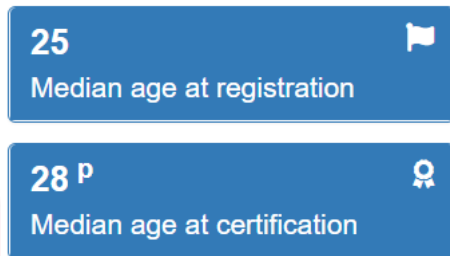 25
Median age at registration
28 p
Median age at certification